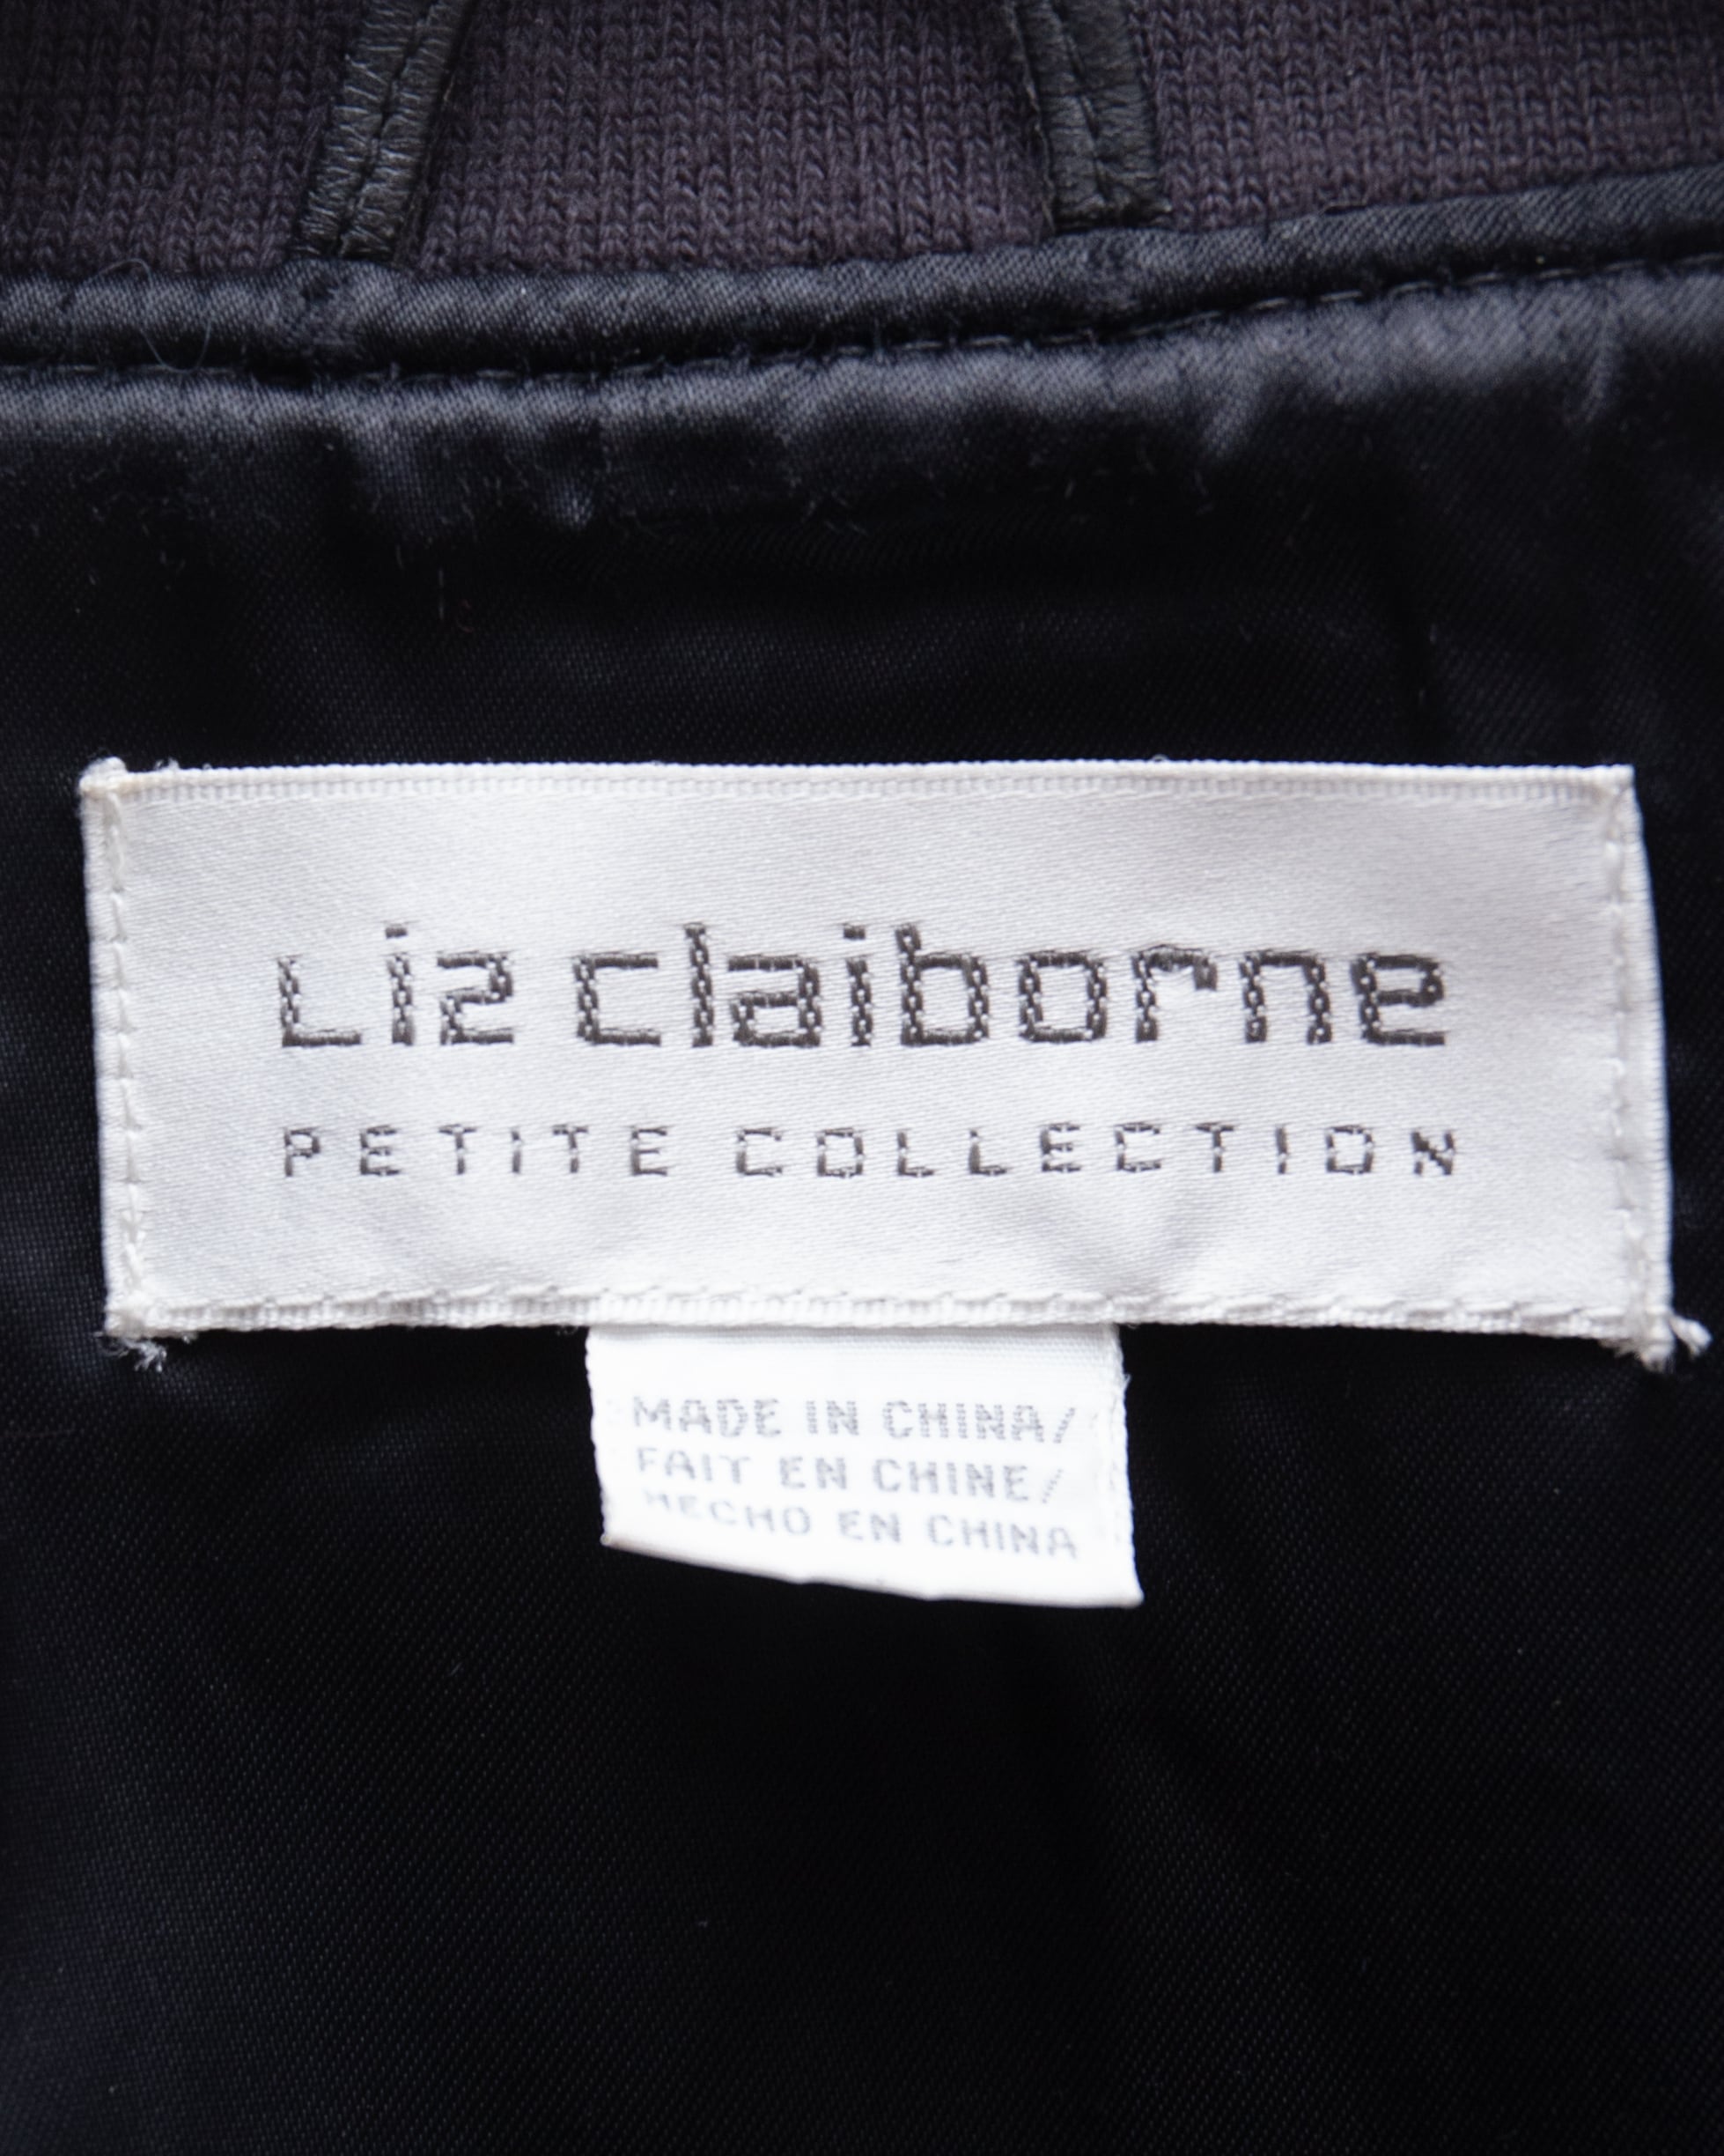 Liz claiborne
PETITE COLLECTION
MADE IN CHINA/
FAIT EN CHINE/
HECHO EN CHINA